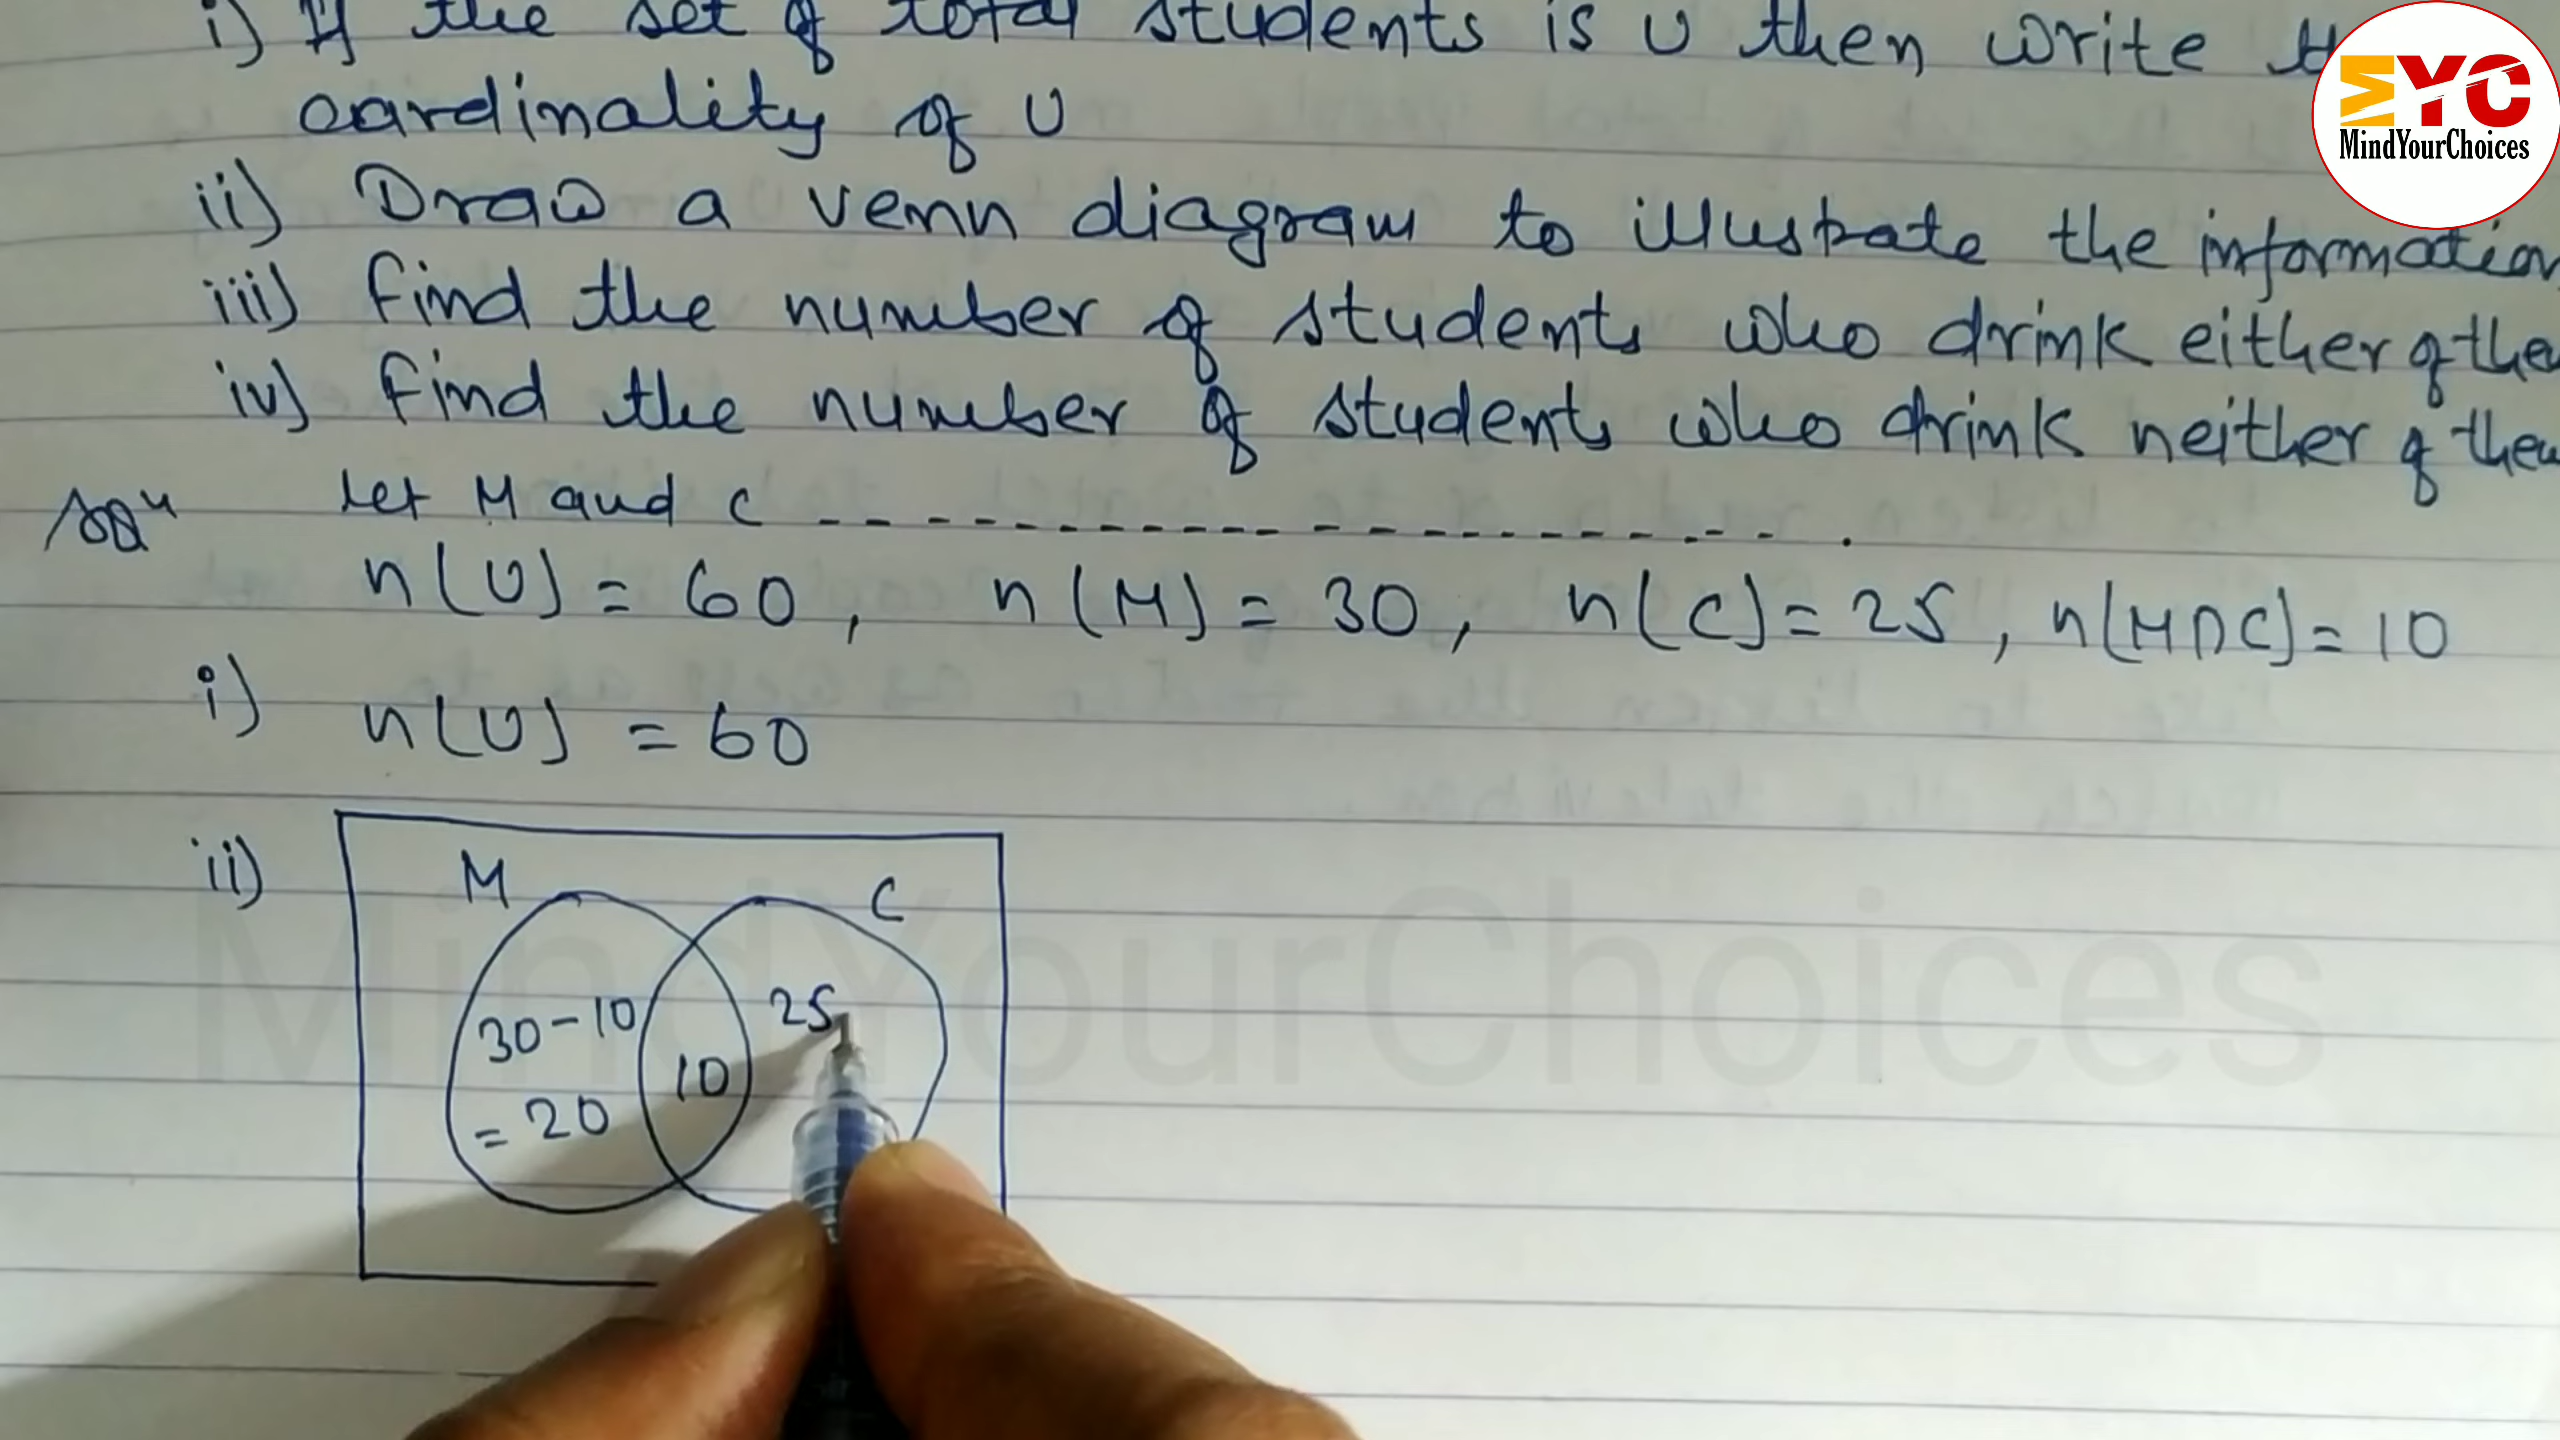 i) If the set of total students is U then write
cardinality of U
ii) Draw a venn diagram to illustrate the information
iii) Find the number of students who drink either of the
iv) Find the number of students who drink neither of the
Let M and C ---------------------------.
n(U) = 60, n(M) = 30, n(C) = 25, n(M∩C) = 10
i) n(U) = 60
ii)
M C
30-10 10 25
= 20
MYC
MindYourChoices
MindYourChoices